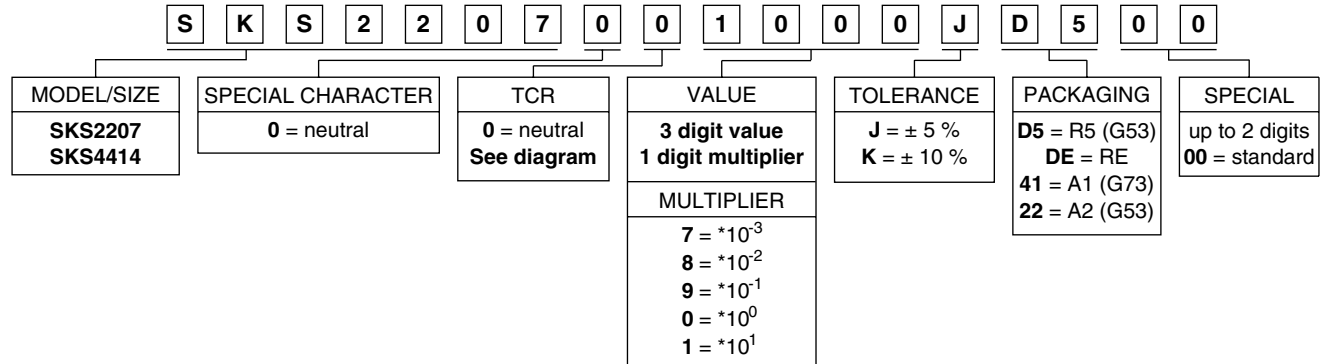 S K S 2 2 0 7 0 0 1 0 0 0 J D 5 0 0
MODEL/SIZE
SKS2207
SKS4414
SPECIAL CHARACTER
0 = neutral
TCR
0 = neutral
See diagram
VALUE
3 digit value
1 digit multiplier
MULTIPLIER
7 = *10⁻³
8 = *10⁻²
9 = *10⁻¹
0 = *10⁰
1 = *10¹
TOLERANCE
J = ± 5 %
K = ± 10 %
PACKAGING
D5 = R5 (G53)
DE = RE
41 = A1 (G73)
22 = A2 (G53)
SPECIAL
up to 2 digits
00 = standard